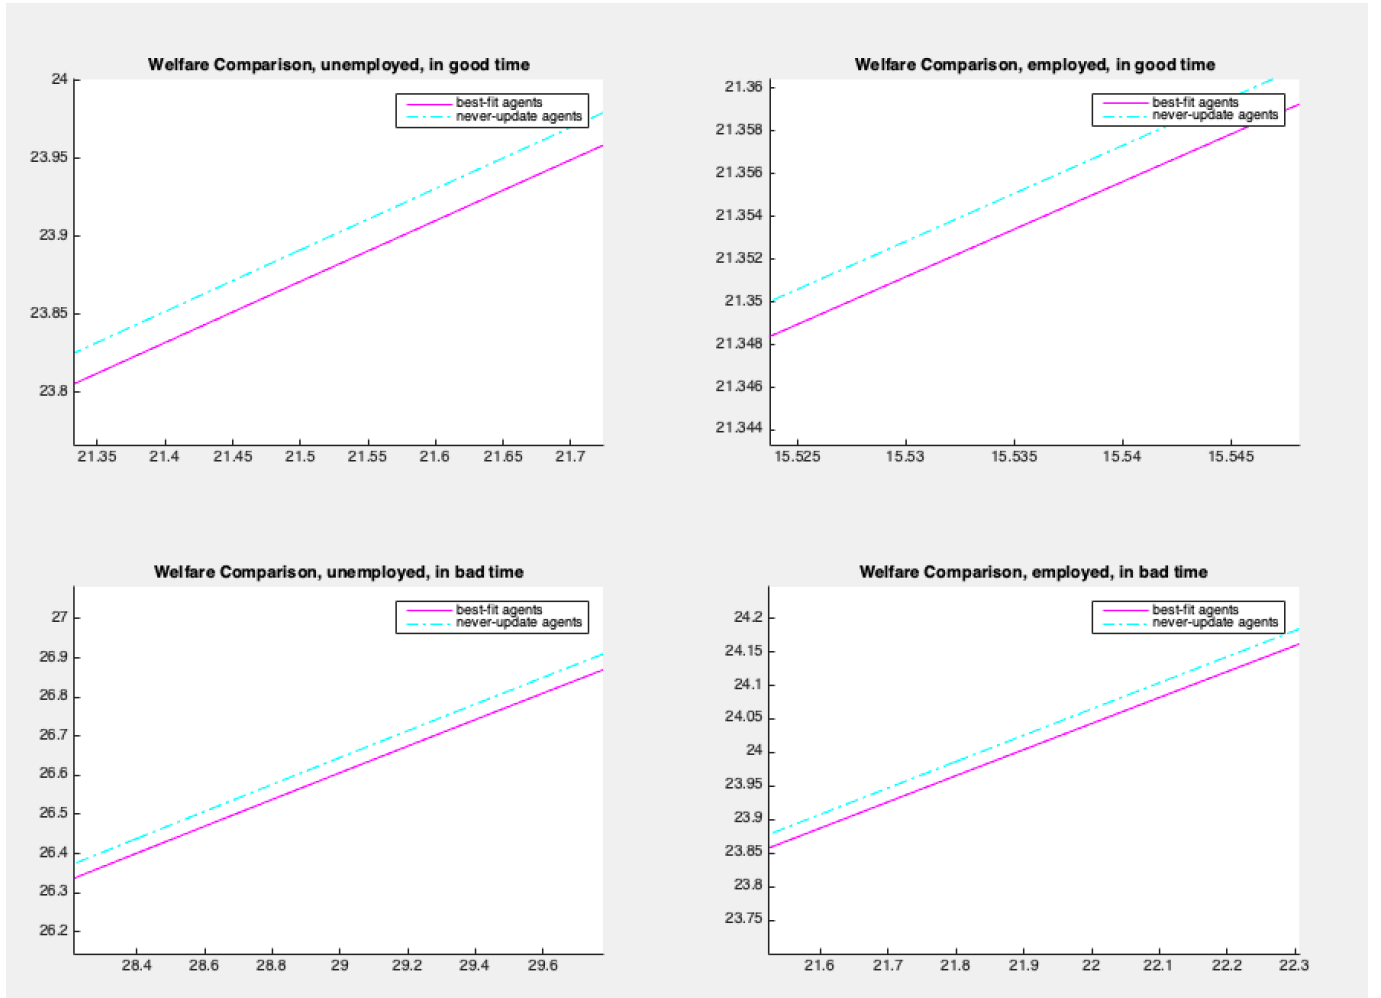 Welfare Comparison, unemployed, in good time
24
23.95
23.9
23.85
23.8
21.35 21.4 21.45 21.5 21.55 21.6 21.65 21.7
best-fit agents
never-update agents
Welfare Comparison, employed, in good time
21.36
21.358
21.356
21.354
21.352
21.35
21.348
21.346
21.344
15.525 15.53 15.535 15.54 15.545
best-fit agents
never-update agents
Welfare Comparison, unemployed, in bad time
27
26.9
26.8
26.7
26.6
26.5
26.4
26.3
26.2
28.4 28.6 28.8 29 29.2 29.4 29.6
best-fit agents
never-update agents
Welfare Comparison, employed, in bad time
24.2
24.15
24.1
24.05
24
23.95
23.9
23.85
23.8
23.75
21.6 21.7 21.8 21.9 22 22.1 22.2 22.3
best-fit agents
never-update agents